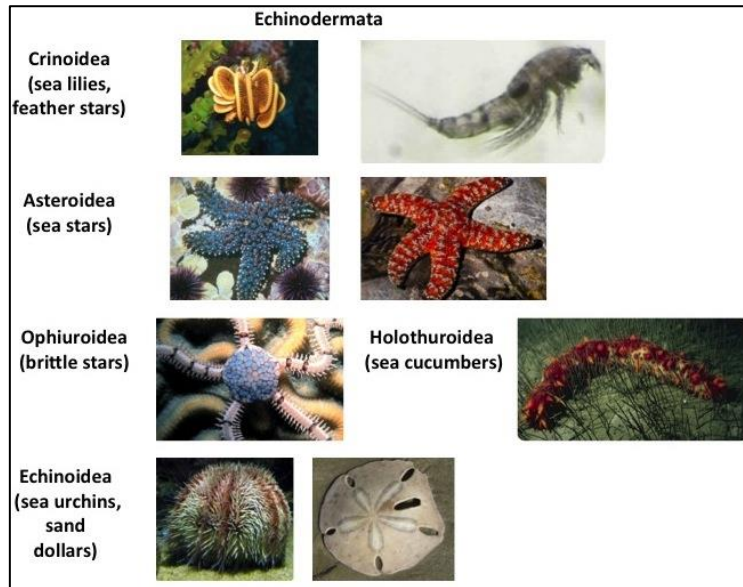 Echinodermata
Crinoidea
(sea lilies,
feather stars)
Asteroidea
(sea stars)
Ophiuroidea
(brittle stars)
Holothuroidea
(sea cucumbers)
Echinoidea
(sea urchins,
sand
dollars)